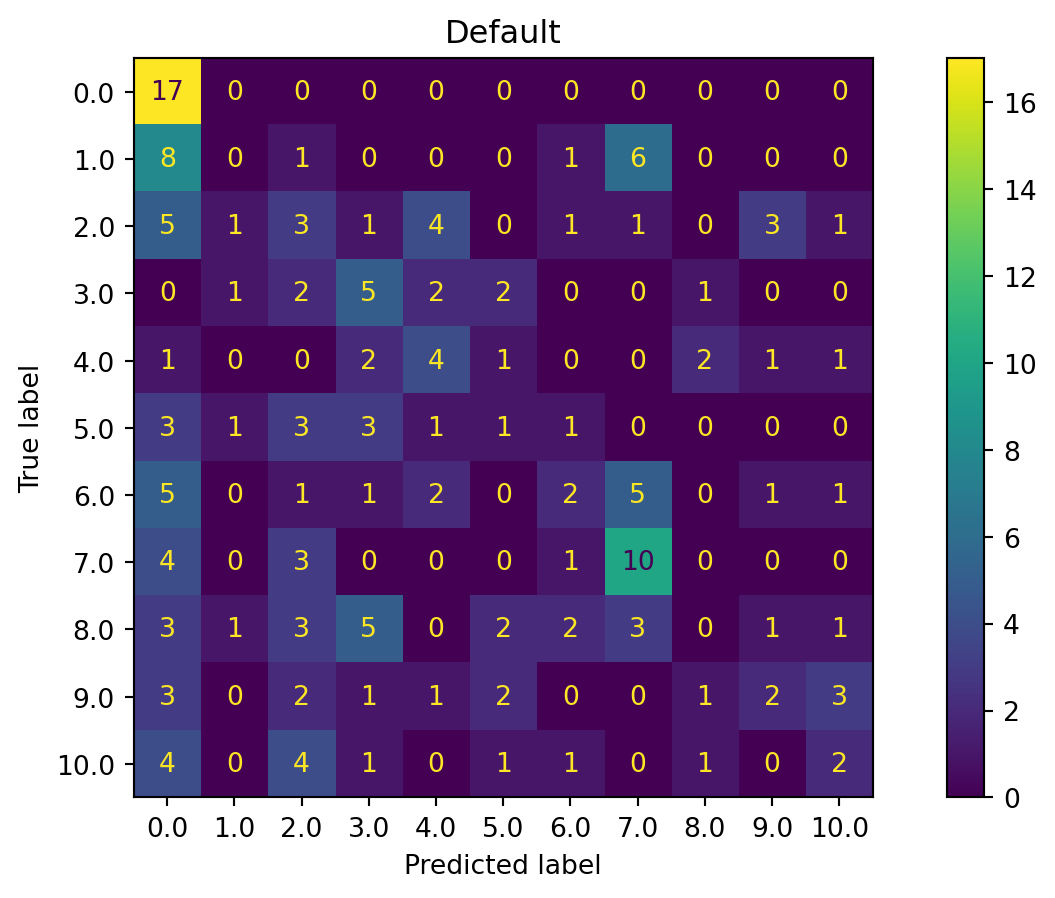 Default
True label
0.0 17 0 0 0 0 0 0 0 0 0 0
1.0 8 0 1 0 0 0 1 6 0 0 0
2.0 5 1 3 1 4 0 1 1 0 3 1
3.0 0 1 2 5 2 2 0 0 1 0 0
4.0 1 0 0 2 4 1 0 0 2 1 1
5.0 3 1 3 3 1 1 1 0 0 0 0
6.0 5 0 1 1 2 0 2 5 0 1 1
7.0 4 0 3 0 0 0 1 10 0 0 0
8.0 3 1 3 5 0 2 2 3 0 1 1
9.0 3 0 2 1 1 2 0 0 1 2 3
10.0 4 0 4 1 0 1 1 0 1 0 2
0.0 1.0 2.0 3.0 4.0 5.0 6.0 7.0 8.0 9.0 10.0
Predicted label
16
14
12
10
8
6
4
2
0